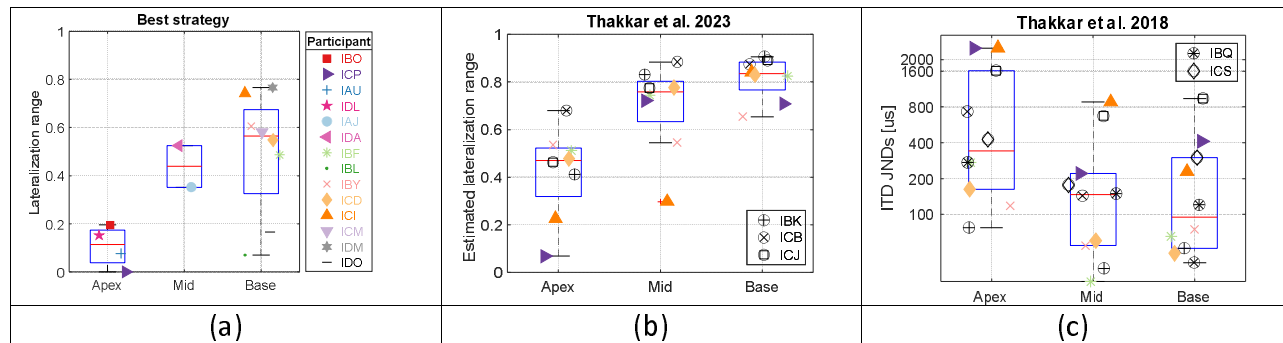 Best strategy
Lateralization range
1
0.8
0.6
0.4
0.2
0
Apex
Mid
Base
Participant
IBO
ICP
IAU
IDL
IAJ
IDA
IBF
IBL
IBY
ICD
ICI
ICM
IDM
IDO
(a)
Thakkar et al. 2023
Estimated lateralization range
1
0.8
0.6
0.4
0.2
0
Apex
Mid
Base
IBK
ICB
ICJ
(b)
Thakkar et al. 2018
ITD JNDs [us]
2000
1600
800
400
200
100
Apex
Mid
Base
IBQ
ICS
(c)